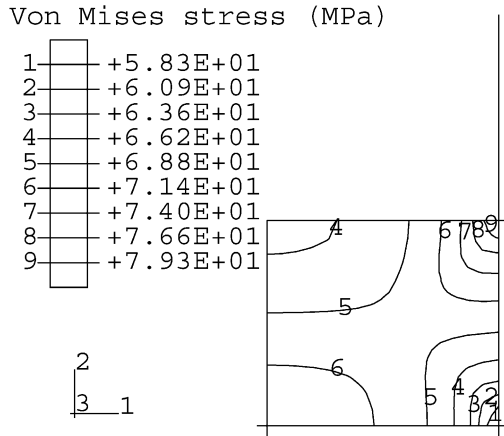 Von Mises stress (MPa)
1 +5.83E+01
2 +6.09E+01
3 +6.36E+01
4 +6.62E+01
5 +6.88E+01
6 +7.14E+01
7 +7.40E+01
8 +7.66E+01
9 +7.93E+01
4 6 7 8 9
5
6
5 4 3 2 1
2
3 1